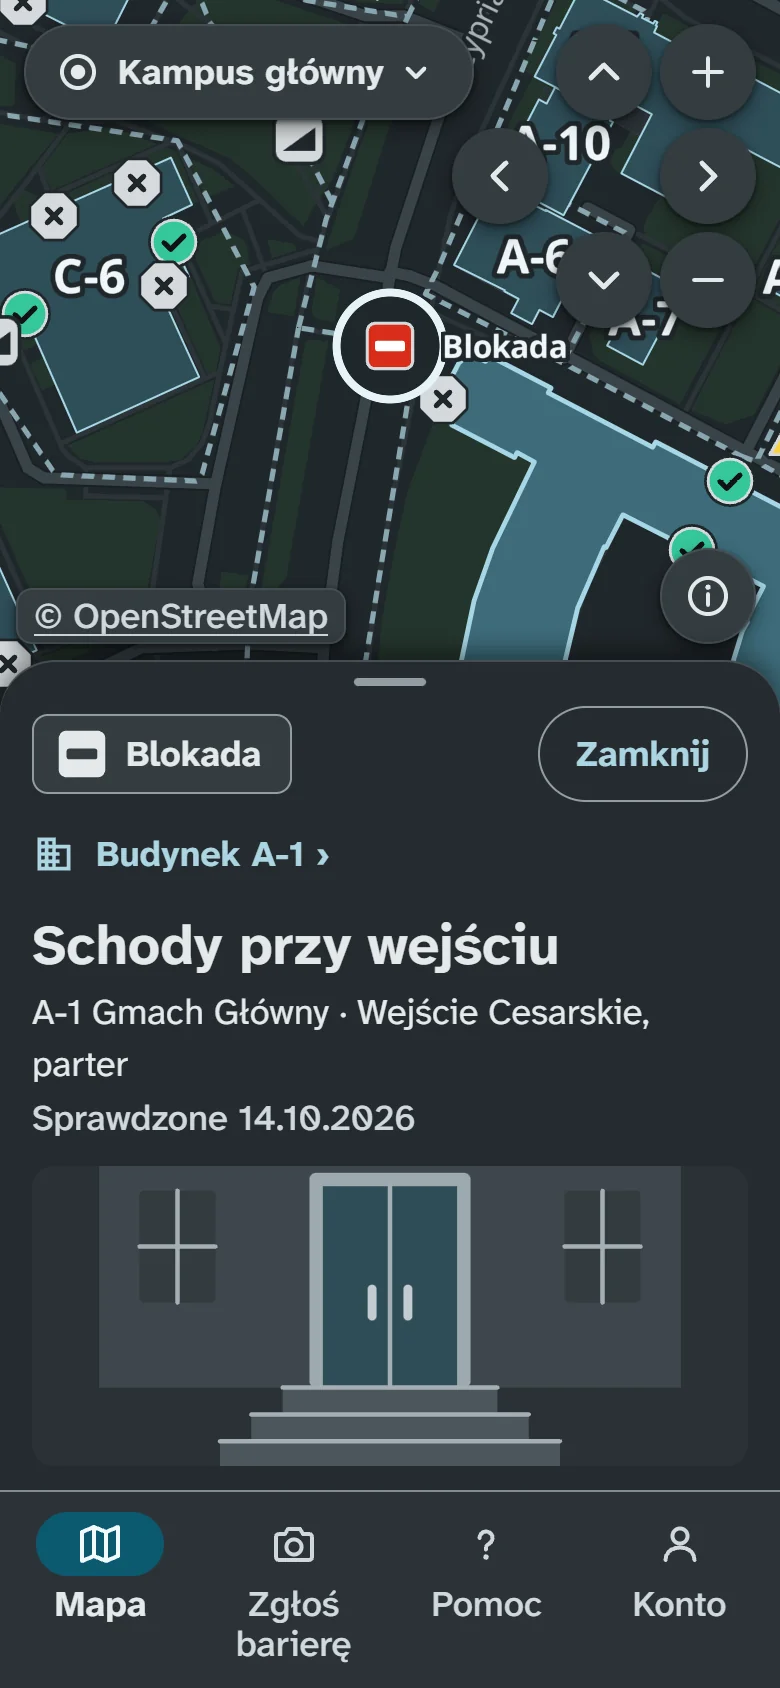 Kampus główny
A-10
C-6
A-6
A-7
Blokada
© OpenStreetMap
Blokada
Zamknij
Budynek A-1 ›
Schody przy wejściu
A-1 Gmach Główny · Wejście Cesarskie,
parter
Sprawdzone 14.10.2026
Mapa
Zgłoś
barierę
Pomoc
Konto